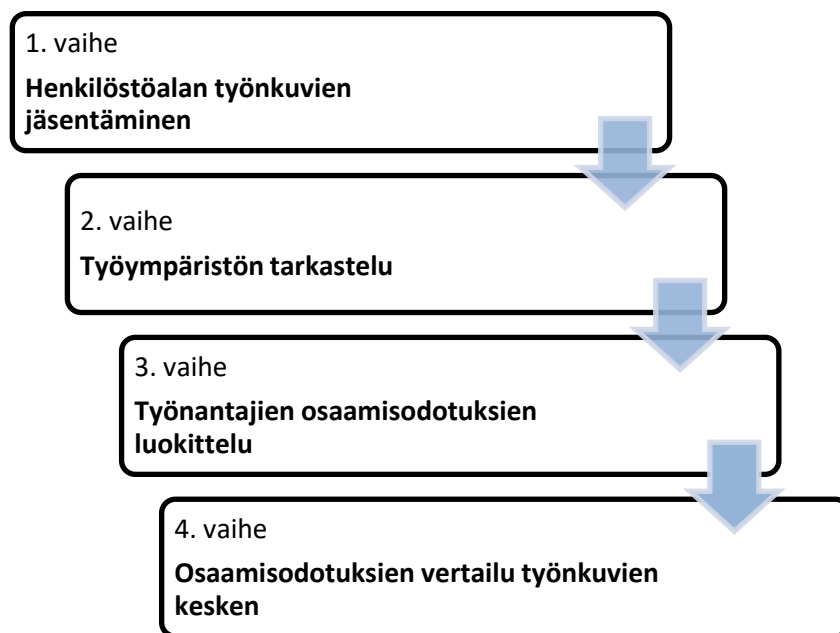 1. vaihe
Henkilöstöalan työnkuvien
jäsentäminen
2. vaihe
Työympäristön tarkastelu
3. vaihe
Työnantajien osaamisodotuksien
luokittelu
4. vaihe
Osaamisodotuksien vertailu työnkuvien
kesken